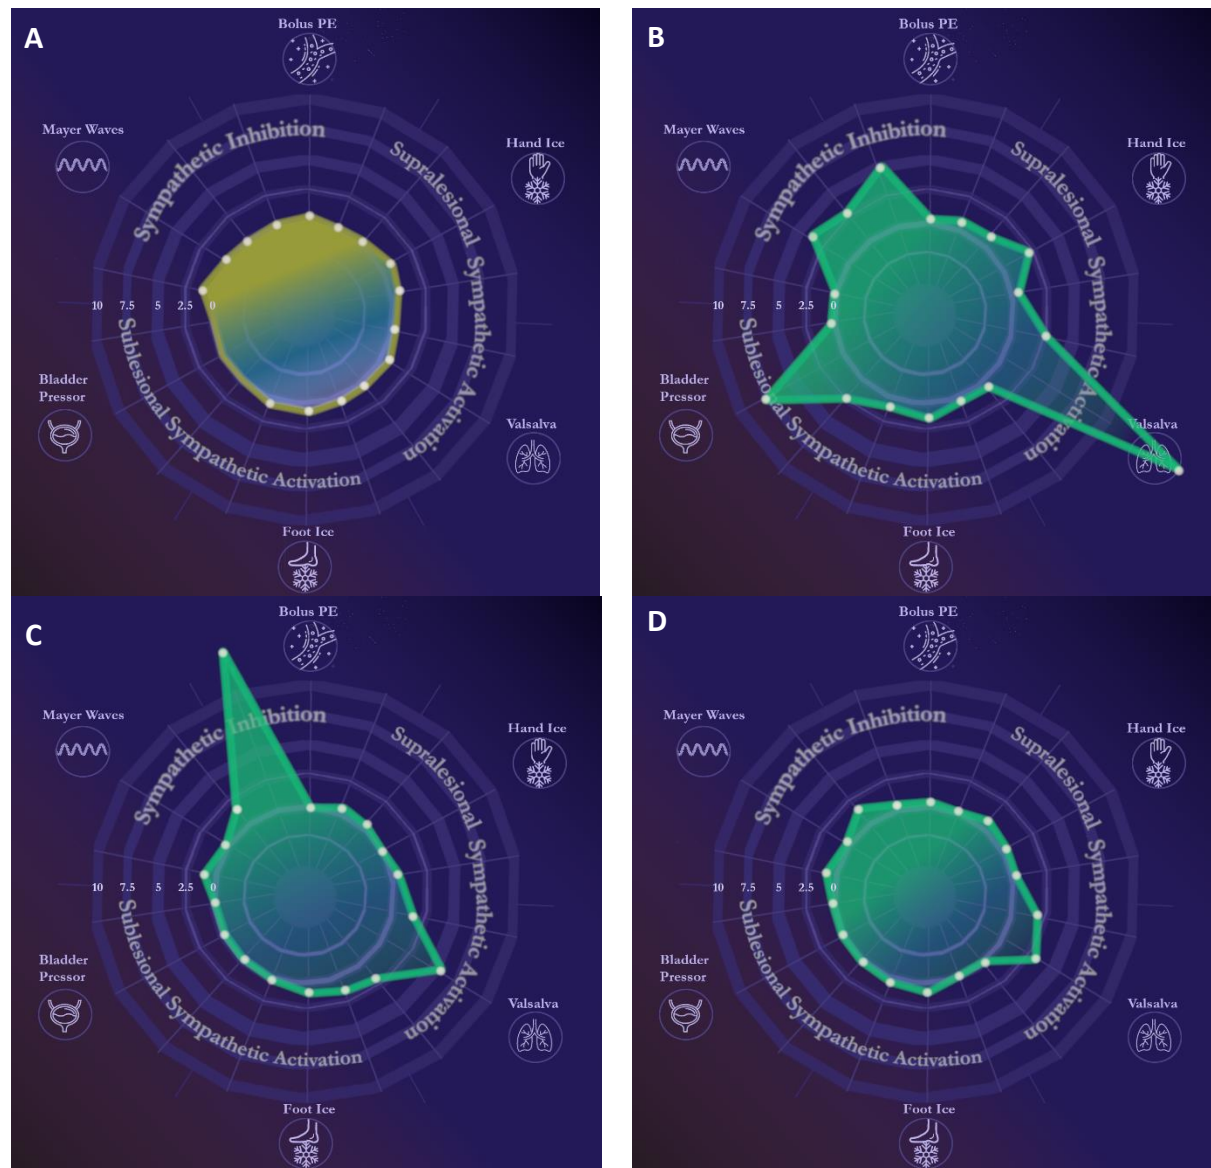 A
Bolus PE
Mayer Waves
Hand Ice
Sympathetic Inhibition
Supralesional Sympathetic Activation
10 7.5 5 2.5 0
Sublesional Sympathetic Activation
Bladder
Pressor
Valsalva
Foot Ice
B
Bolus PE
Mayer Waves
Hand Ice
Sympathetic Inhibition
Supralesional Sympathetic Activation
10 7.5 5 2.5 0
Sublesional Sympathetic Activation
Bladder
Pressor
Valsalva
Foot Ice
C
Bolus PE
Mayer Waves
Hand Ice
Sympathetic Inhibition
Supralesional Sympathetic Activation
10 7.5 5 2.5 0
Sublesional Sympathetic Activation
Bladder
Pressor
Valsalva
Foot Ice
D
Bolus PE
Mayer Waves
Hand Ice
Sympathetic Inhibition
Supralesional Sympathetic Activation
10 7.5 5 2.5 0
Sublesional Sympathetic Activation
Bladder
Pressor
Valsalva
Foot Ice